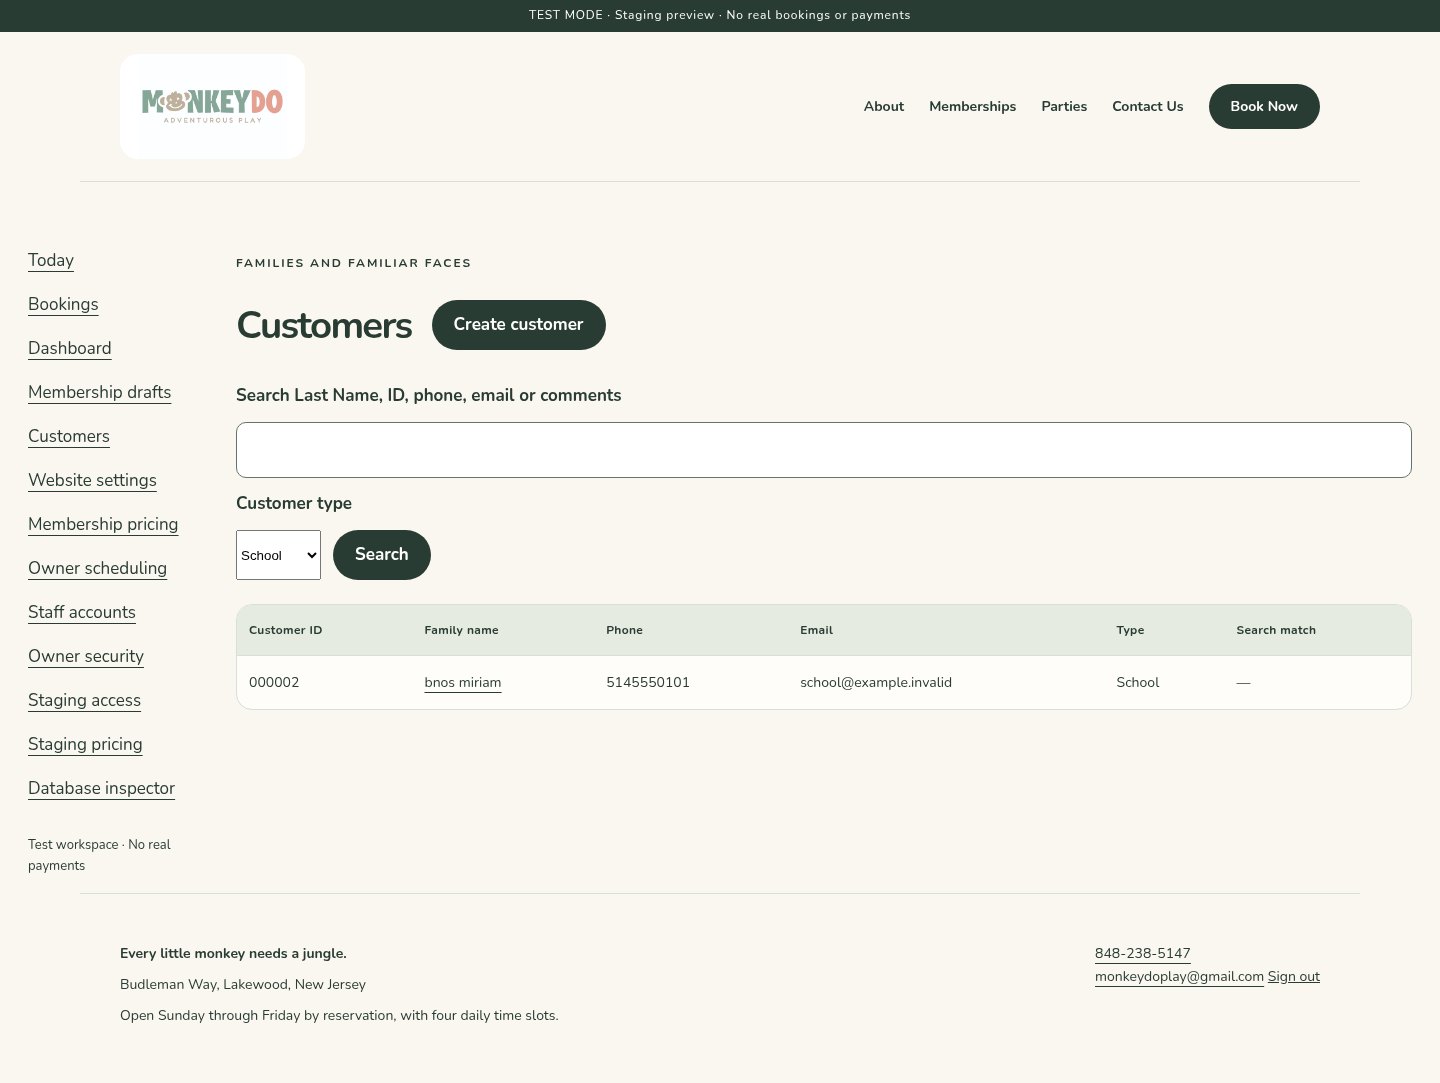 TEST MODE · Staging preview · No real bookings or payments
MONKEYDO
ADVENTUROUS PLAY
About Memberships Parties Contact Us Book Now
Today
Bookings
Dashboard
Membership drafts
Customers
Website settings
Membership pricing
Owner scheduling
Staff accounts
Owner security
Staging access
Staging pricing
Database inspector
Test workspace · No real
payments
FAMILIES AND FAMILIAR FACES
Customers Create customer
Search Last Name, ID, phone, email or comments
Customer type
School Search
Customer ID Family name Phone Email Type Search match
000002 bnos miriam 5145550101 school@example.invalid School —
Every little monkey needs a jungle.
Budleman Way, Lakewood, New Jersey
Open Sunday through Friday by reservation, with four daily time slots.
848-238-5147
monkeydoplay@gmail.com Sign out